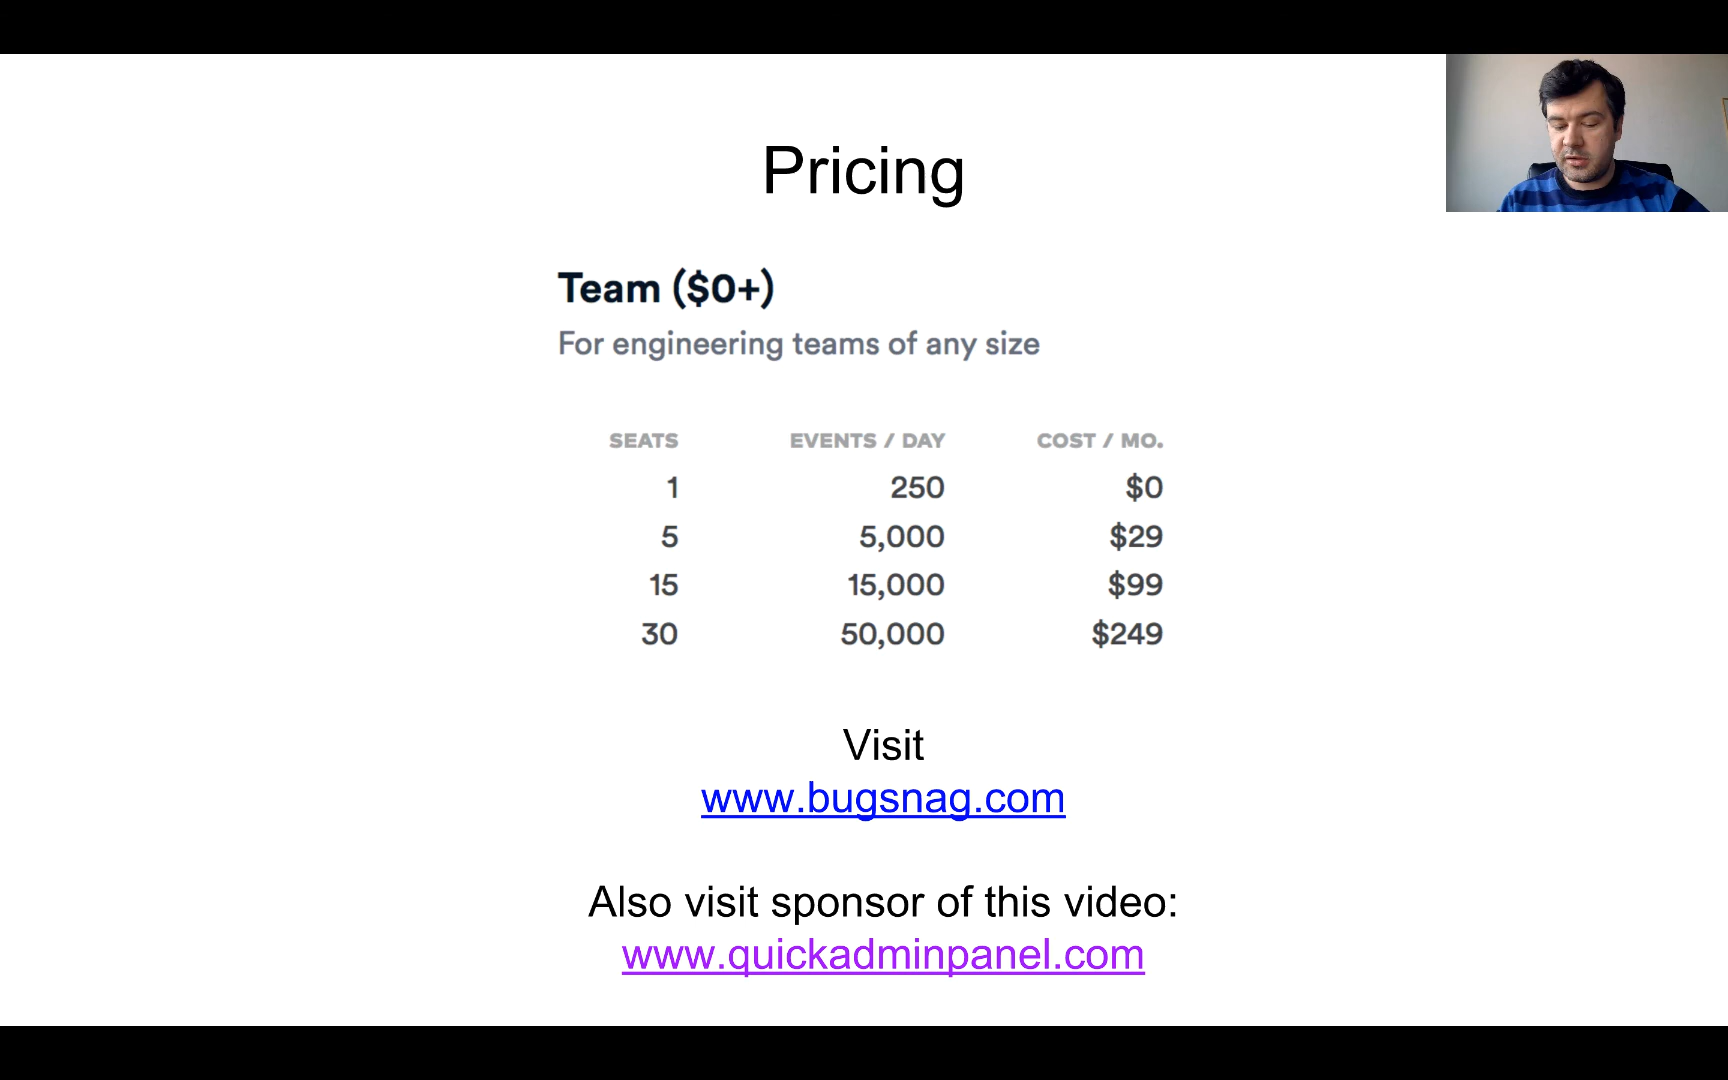 Pricing
Team ($0+)
For engineering teams of any size
SEATS EVENTS / DAY COST / MO.
1 250 $0
5 5,000 $29
15 15,000 $99
30 50,000 $249
Visit
www.bugsnag.com
Also visit sponsor of this video:
www.quickadminpanel.com